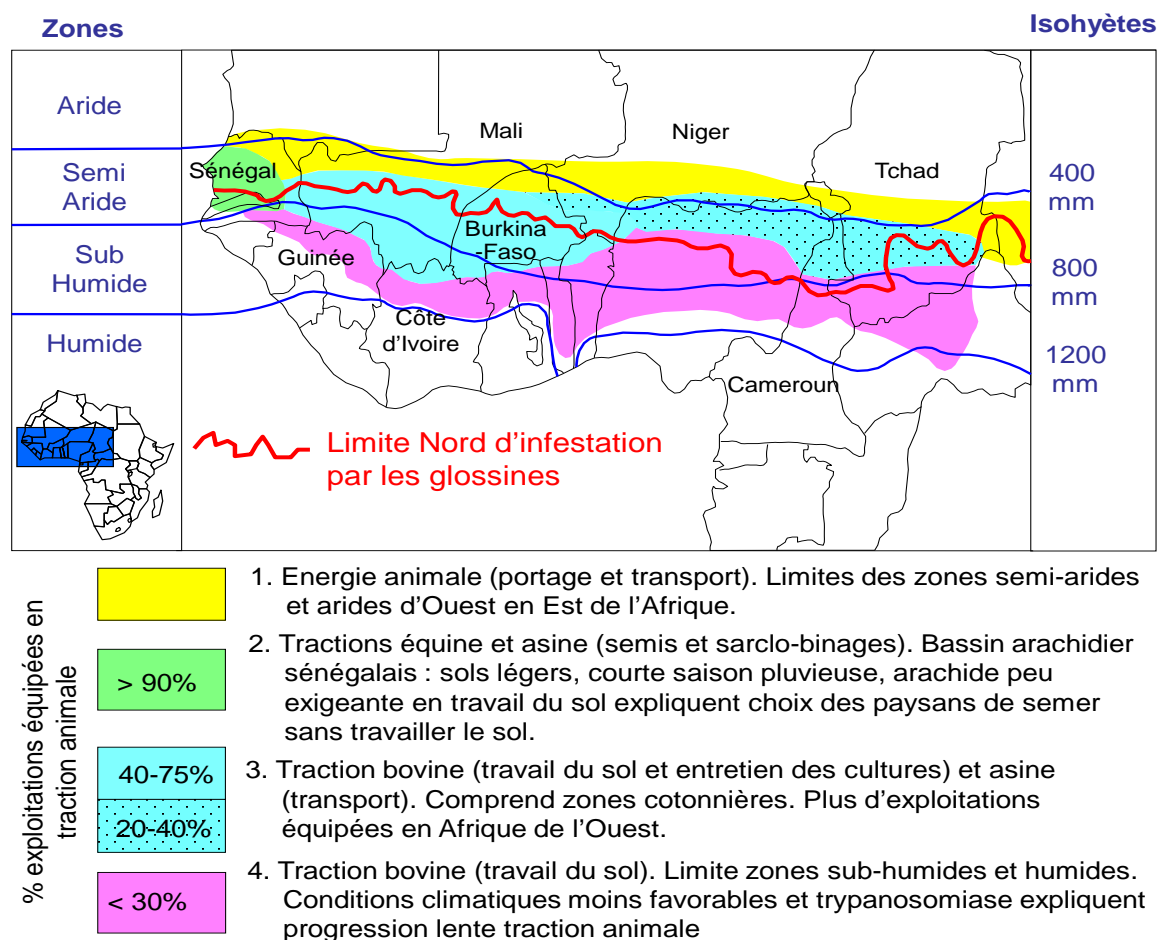 Zones
Isohyètes
Aride
Semi
Aride
Sub
Humide
Humide
Mali
Niger
Tchad
Sénégal
Burkina
-Faso
Guinée
Côte
d'Ivoire
Cameroun
400
mm
800
mm
1200
mm
Limite Nord d'infestation
par les glossines
% exploitations équipées en
traction animale
1. Energie animale (portage et transport). Limites des zones semi-arides
et arides d'Ouest en Est de l'Afrique.
> 90%
2. Tractions équine et asine (semis et sarclo-binages). Bassin arachidier
sénégalais : sols légers, courte saison pluvieuse, arachide peu
exigeante en travail du sol expliquent choix des paysans de semer
sans travailler le sol.
40-75%
20-40%
3. Traction bovine (travail du sol et entretien des cultures) et asine
(transport). Comprend zones cotonnières. Plus d'exploitations
équipées en Afrique de l'Ouest.
< 30%
4. Traction bovine (travail du sol). Limite zones sub-humides et humides.
Conditions climatiques moins favorables et trypanosomiase expliquent
progression lente traction animale